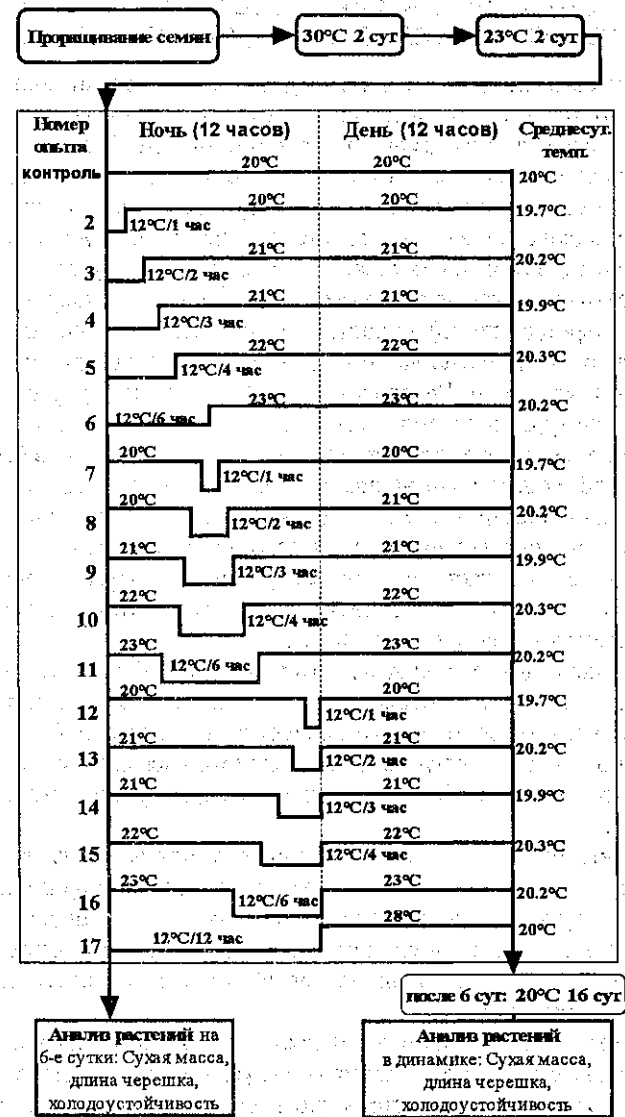 Проращивание семян
30°C 2 сут
23°C 2 сут
Номер опыта
Ночь (12 часов)
День (12 часов)
Среднесут. темп.
контроль
20°C
20°C
20°C
2
12°C/1 час
20°C
20°C
19.7°C
3
12°C/2 час
21°C
21°C
20.2°C
4
12°C/3 час
21°C
21°C
19.9°C
5
12°C/4 час
22°C
22°C
20.3°C
6
12°C/6 час
23°C
23°C
20.2°C
7
20°C
12°C/1 час
20°C
19.7°C
8
20°C
12°C/2 час
21°C
20.2°C
9
21°C
12°C/3 час
21°C
19.9°C
10
22°C
12°C/4 час
22°C
20.3°C
11
23°C
12°C/6 час
23°C
20.2°C
12
20°C
12°C/1 час
20°C
19.7°C
13
21°C
12°C/2 час
21°C
20.2°C
14
21°C
12°C/3 час
21°C
19.9°C
15
22°C
12°C/4 час
22°C
20.3°C
16
23°C
12°C/6 час
23°C
20.2°C
17
12°C/12 час
28°C
20°C
после 6 сут: 20°C 16 сут
Анализ растений на
6-е сутки: Сухая масса,
длина черешка,
холодоустойчивость
Анализ растений
в динамике: Сухая масса,
длина черешка,
холодоустойчивость